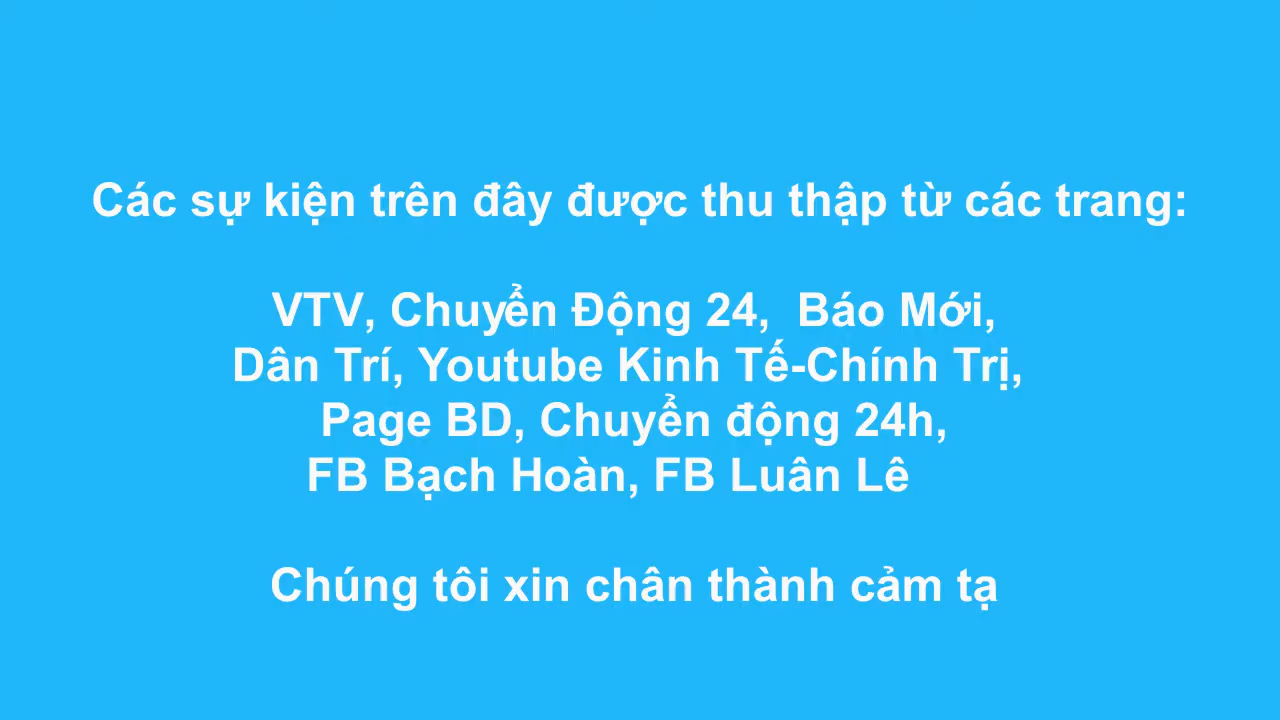 Các sự kiện trên đây được thu thập từ các trang:
VTV, Chuyển Động 24, Báo Mới,
Dân Trí, Youtube Kinh Tế-Chính Trị,
Page BD, Chuyển động 24h,
FB Bạch Hoàn, FB Luân Lê
Chúng tôi xin chân thành cảm tạ